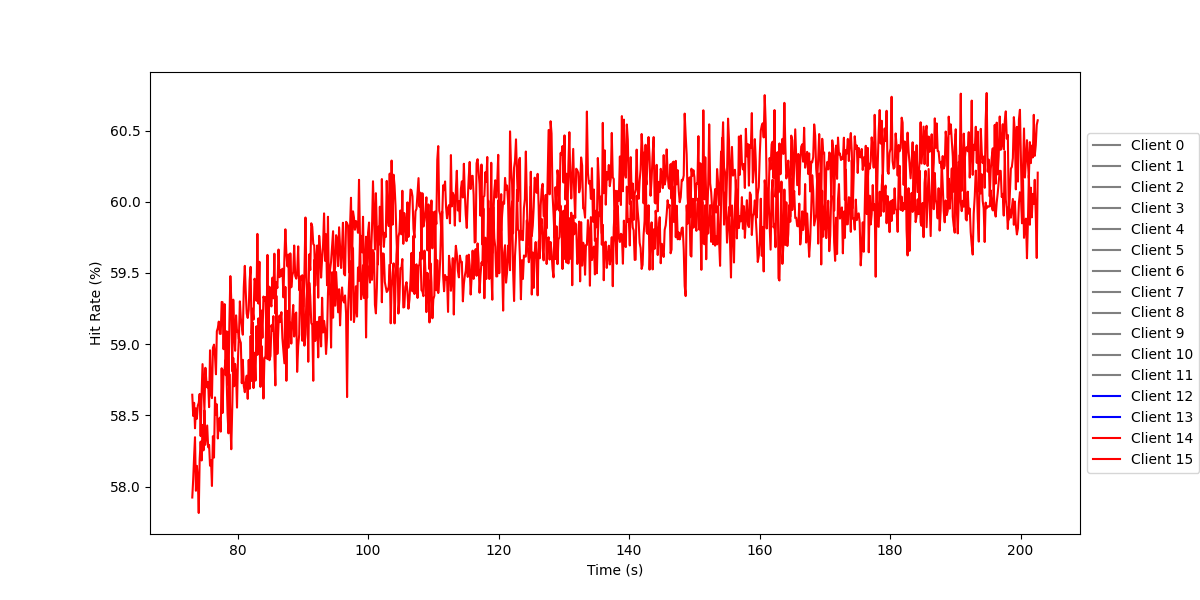 Hit Rate (%)
60.5
60.0
59.5
59.0
58.5
58.0
80
100
120
140
160
180
200
Time (s)
Client 0
Client 1
Client 2
Client 3
Client 4
Client 5
Client 6
Client 7
Client 8
Client 9
Client 10
Client 11
Client 12
Client 13
Client 14
Client 15